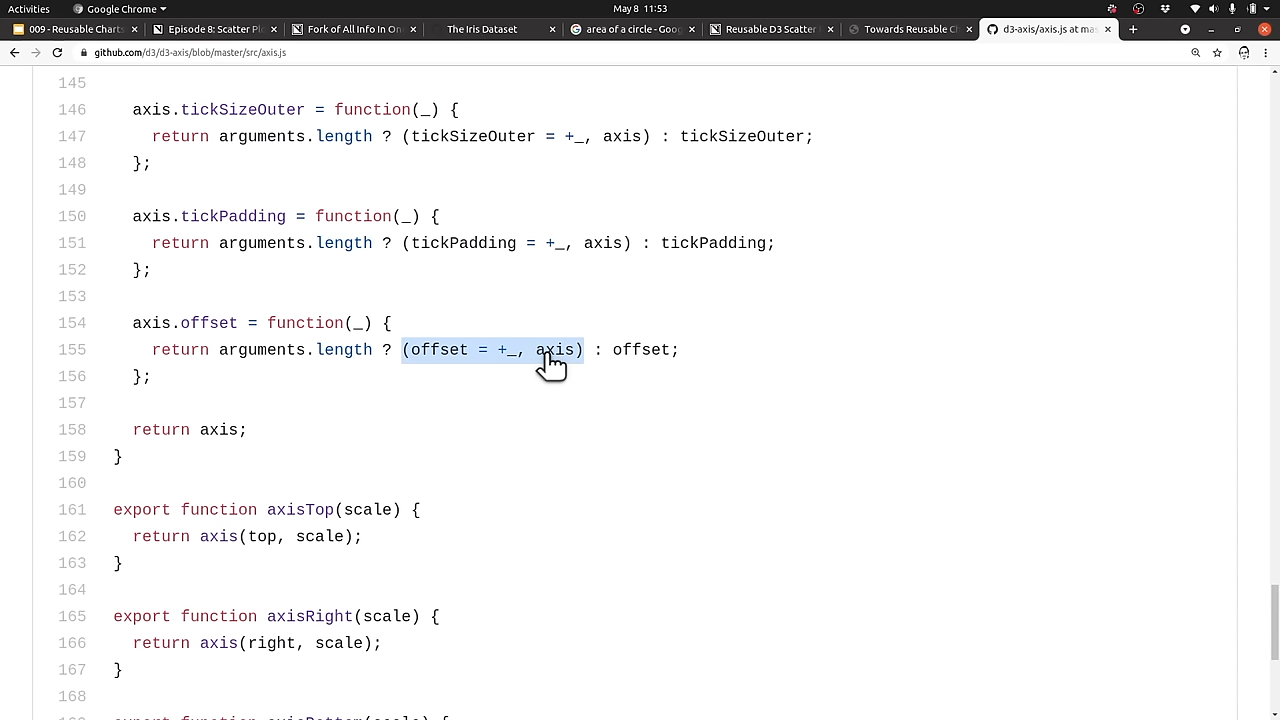 Activities
Google Chrome
May 8 11:53
009 - Reusable Charts
Episode 8: Scatter Pl
Fork of All Info In On
The Iris Dataset
area of a circle - Goog
Reusable D3 Scatter
Towards Reusable Ch
d3-axis/axis.js at mas
github.com/d3/d3-axis/blob/master/src/axis.js
145
146 axis.tickSizeOuter = function(_) {
147 return arguments.length ? (tickSizeOuter = +_, axis) : tickSizeOuter;
148 };
149
150 axis.tickPadding = function(_) {
151 return arguments.length ? (tickPadding = +_, axis) : tickPadding;
152 };
153
154 axis.offset = function(_) {
155 return arguments.length ? (offset = +_, axis) : offset;
156 };
157
158 return axis;
159 }
160
161 export function axisTop(scale) {
162 return axis(top, scale);
163 }
164
165 export function axisRight(scale) {
166 return axis(right, scale);
167 }
168